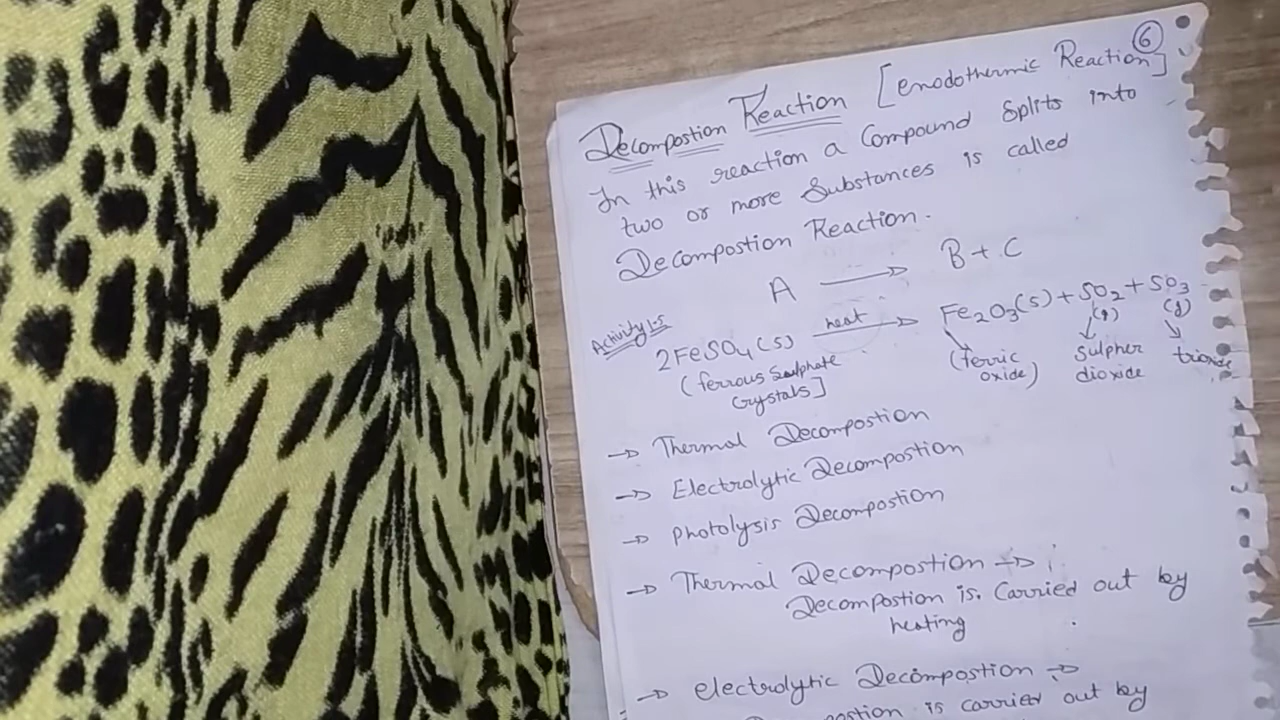 6
Decompostion Reaction [enodothermic Reaction]
In this reaction a Compound Splits into
two or more Substances is called
Decompostion Reaction.
A → B + C
Activity 1.5
2FeSO4 (s) heat → Fe2O3(s) + SO2 + SO3
(g) (g)
(ferrous Sulphate
Crystals]
(ferric
oxide)
sulpher
dioxide
trioxide
→ Thermal Decompostion
→ Electrolytic Decompostion
→ photolysis Decompostion
→ Thermal Decompostion →
Decompostion is. Carried out by
heating
→ electrolytic Decompostion →
is carried out by